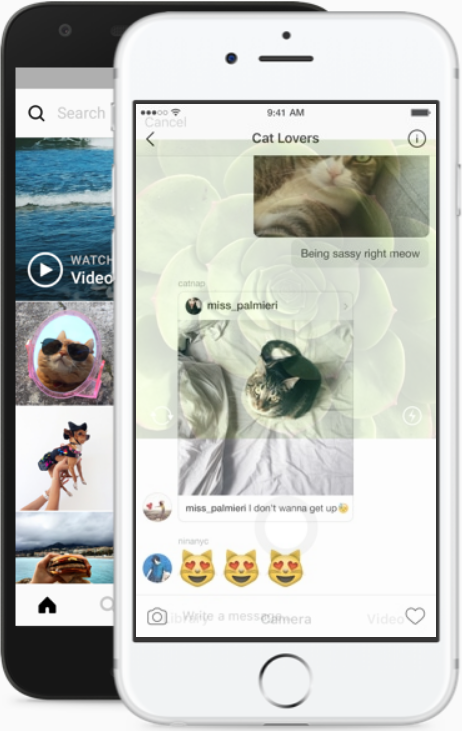 Search
WATCH
Video
9:41 AM
Cancel
Cat Lovers
Being sassy right meow
catnap
miss_palmieri
miss_palmieri I don't wanna get up
ninanyc
Library
Write a message...
Camera
Video